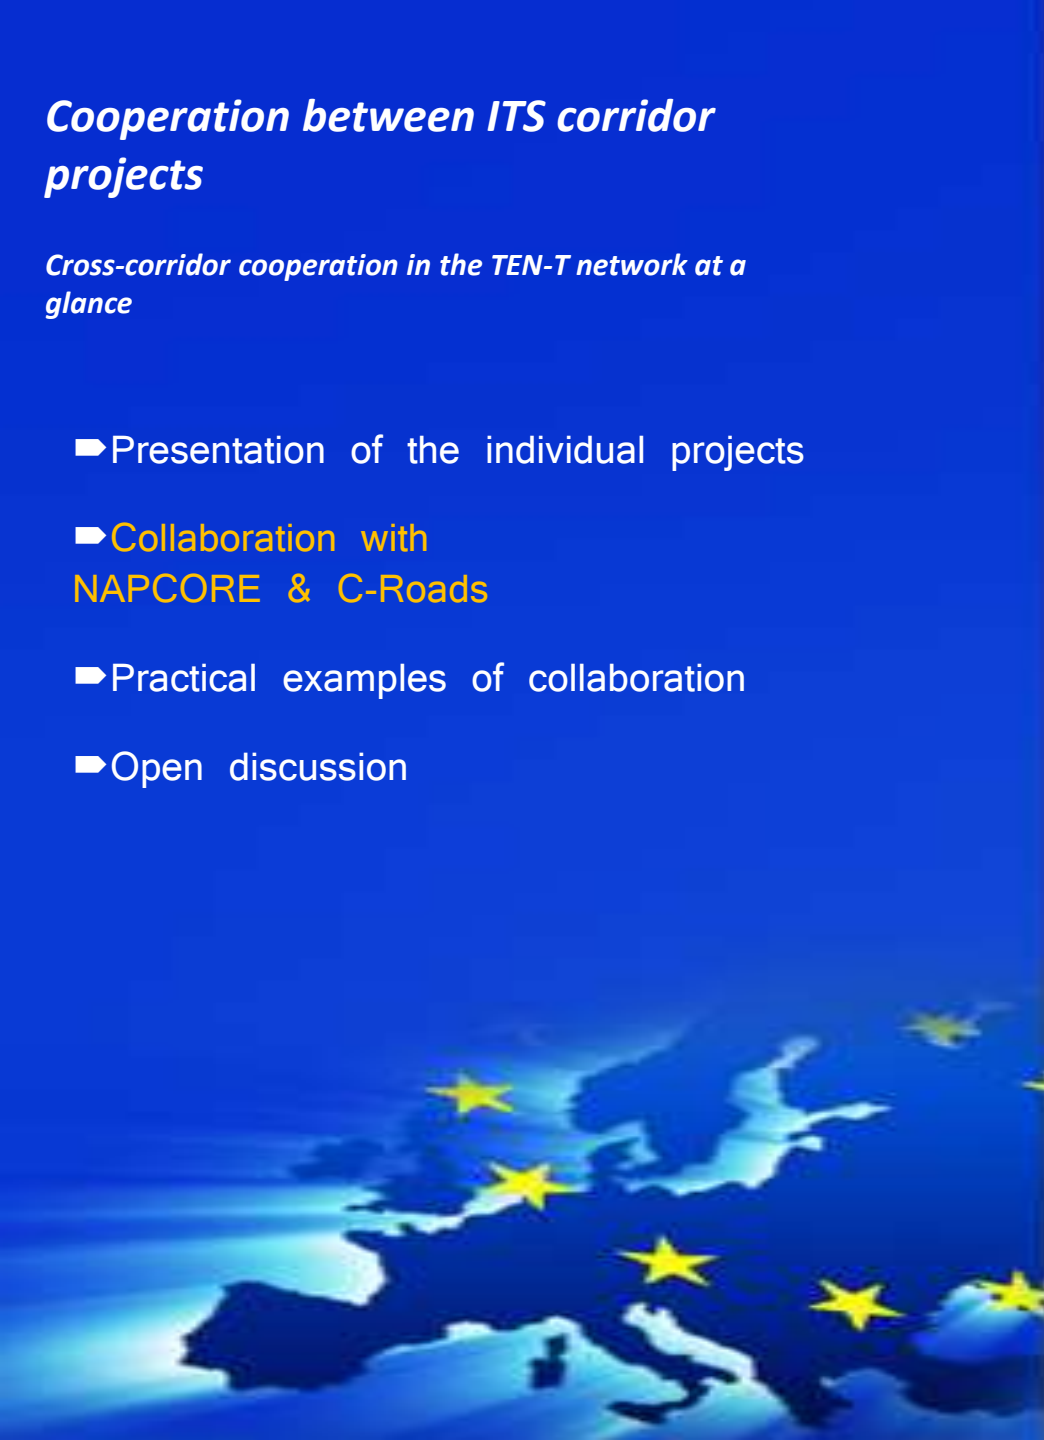 Cooperation between ITS corridor
projects
Cross-corridor cooperation in the TEN-T network at a
glance
Presentation of the individual projects
Collaboration with
NAPCORE & C-Roads
Practical examples of collaboration
Open discussion